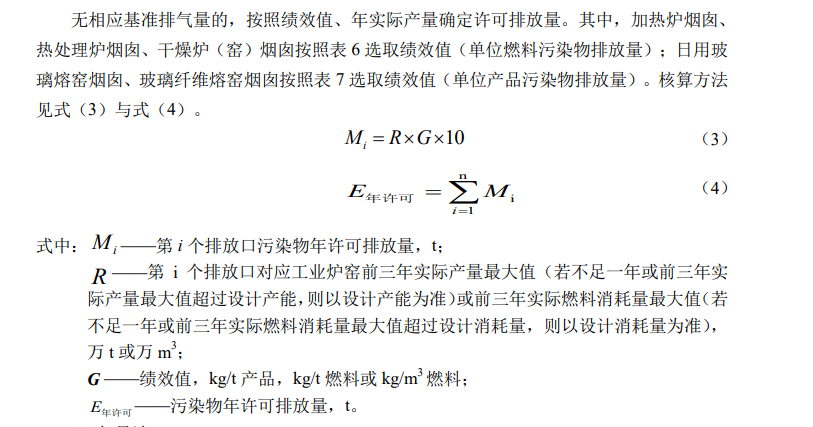 无相应基准排气量的，按照绩效值、年实际产量确定许可排放量。其中，加热炉烟囱、
热处理炉烟囱、干燥炉（窑）烟囱按照表 6 选取绩效值（单位燃料污染物排放量）；日用玻
璃熔窑烟囱、玻璃纤维熔窑烟囱按照表 7 选取绩效值（单位产品污染物排放量）。核算方法
见式（3）与式（4）。
M_i = R×G×10 （3）
E_年许可 = ∑_{i=1}^{n} M_i （4）
式中：M_i——第 i 个排放口污染物年许可排放量，t；
R——第 i 个排放口对应工业炉窑前三年实际产量最大值（若不足一年或前三年实
际产量最大值超过设计产能，则以设计产能为准）或前三年实际燃料消耗量最大值（若
不足一年或前三年实际燃料消耗量最大值超过设计消耗量，则以设计消耗量为准），
万 t 或万 m³；
G——绩效值，kg/t 产品，kg/t 燃料或 kg/m³ 燃料；
E_年许可——污染物年许可排放量，t。